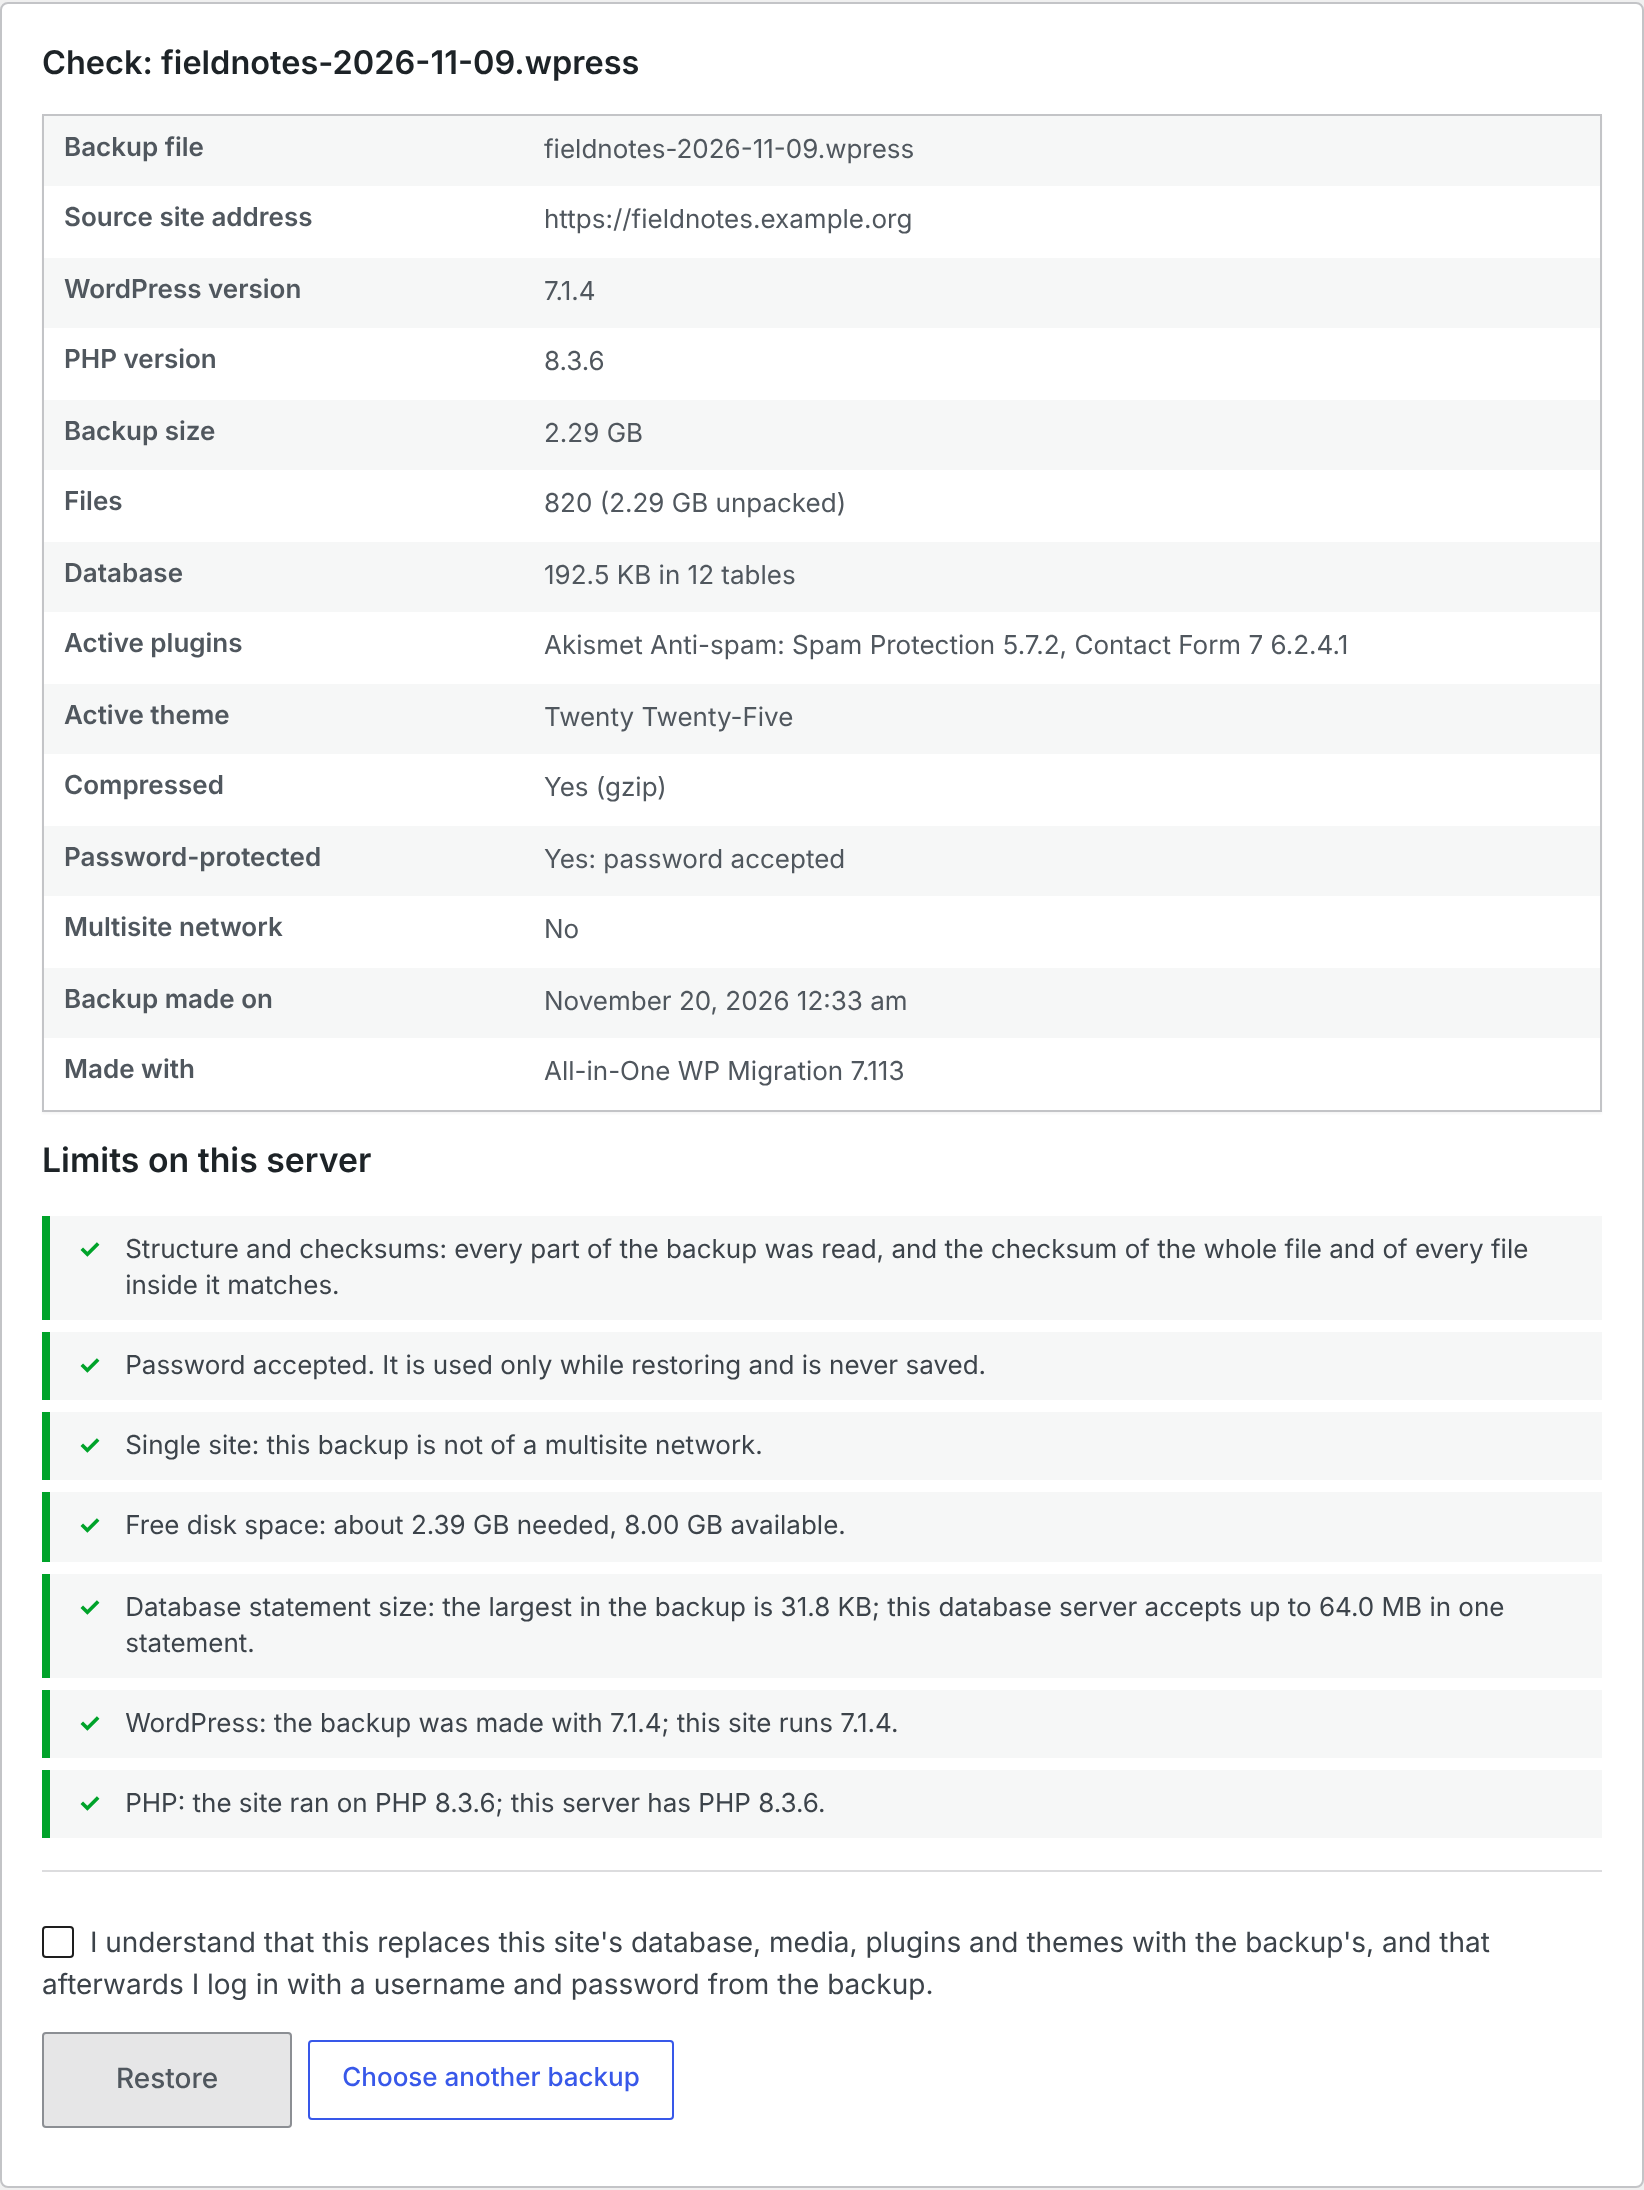 Check: fieldnotes-2026-11-09.wpress
Backup file fieldnotes-2026-11-09.wpress
Source site address https://fieldnotes.example.org
WordPress version 7.1.4
PHP version 8.3.6
Backup size 2.29 GB
Files 820 (2.29 GB unpacked)
Database 192.5 KB in 12 tables
Active plugins Akismet Anti-spam: Spam Protection 5.7.2, Contact Form 7 6.2.4.1
Active theme Twenty Twenty-Five
Compressed Yes (gzip)
Password-protected Yes: password accepted
Multisite network No
Backup made on November 20, 2026 12:33 am
Made with All-in-One WP Migration 7.113
Limits on this server
Structure and checksums: every part of the backup was read, and the checksum of the whole file and of every file
inside it matches.
Password accepted. It is used only while restoring and is never saved.
Single site: this backup is not of a multisite network.
Free disk space: about 2.39 GB needed, 8.00 GB available.
Database statement size: the largest in the backup is 31.8 KB; this database server accepts up to 64.0 MB in one
statement.
WordPress: the backup was made with 7.1.4; this site runs 7.1.4.
PHP: the site ran on PHP 8.3.6; this server has PHP 8.3.6.
I understand that this replaces this site's database, media, plugins and themes with the backup's, and that
afterwards I log in with a username and password from the backup.
Restore Choose another backup